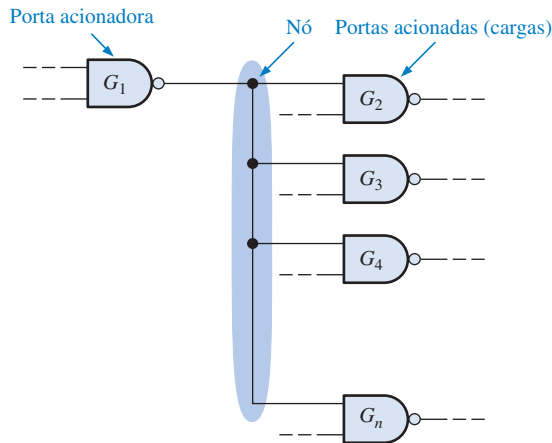 Porta acionadora
Nó
Portas acionadas (cargas)
G1
G2
G3
G4
Gn